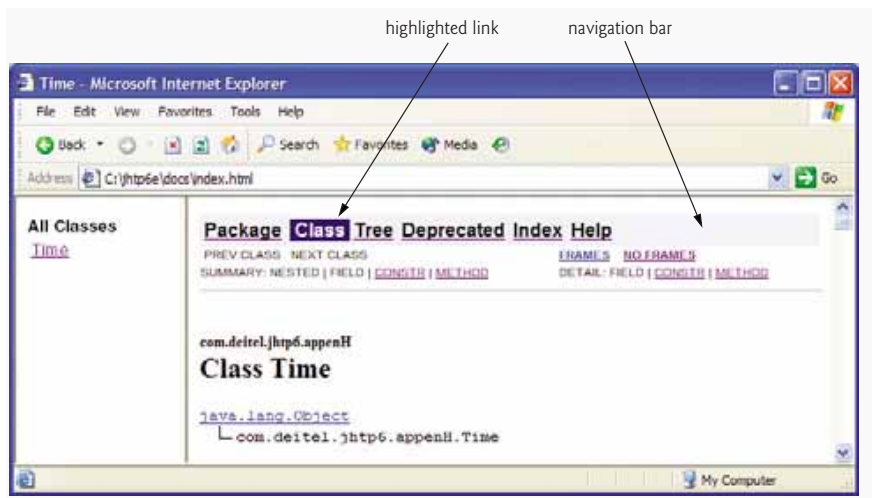 highlighted link navigation bar
Time - Microsoft Internet Explorer
File Edit View Favorites Tools Help
Back Search Favorites Media
Address C:\jhtp6e\docs\index.html Go
All Classes
Time
Package Class Tree Deprecated Index Help
PREV CLASS NEXT CLASS FRAMES NO FRAMES
SUMMARY: NESTED | FIELD | CONSTR | METHOD DETAIL: FIELD | CONSTR | METHOD
com.deitel.jhtp6.appenH
Class Time
java.lang.Object
com.deitel.jhtp6.appenH.Time
My Computer